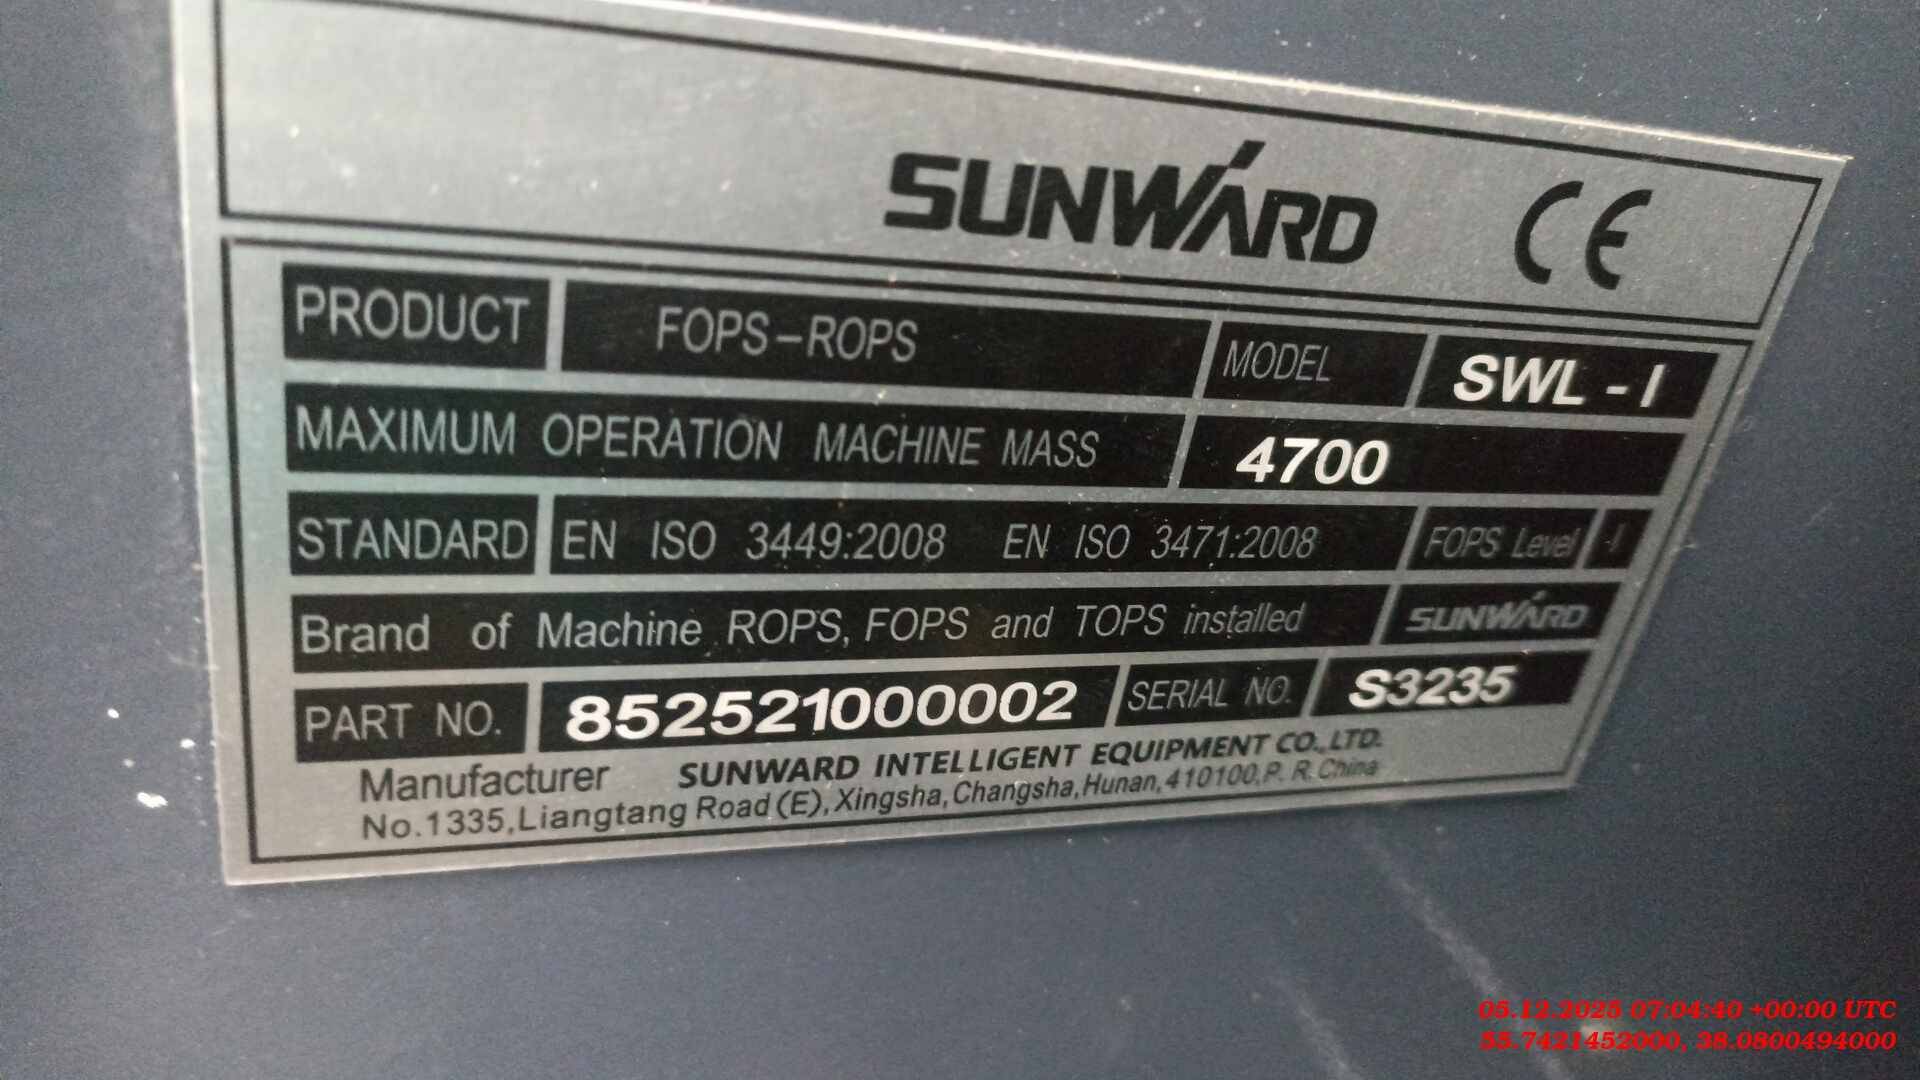 SUNWARD CE
PRODUCT FOPS-ROPS MODEL SWL-I
MAXIMUM OPERATION MACHINE MASS 4700
STANDARD EN ISO 3449:2008 EN ISO 3471:2008 FOPS Level I
Brand of Machine ROPS, FOPS and TOPS installed SUNWARD
PART NO. 852521000002 SERIAL NO. S3235
Manufacturer SUNWARD INTELLIGENT EQUIPMENT CO.,LTD.
No.1335,Liangtang Road(E),Xingsha,Changsha,Hunan,410100,P. R. China
05.12.2025 07:04:40 +00:00 UTC
55.7421452000, 38.0800494000